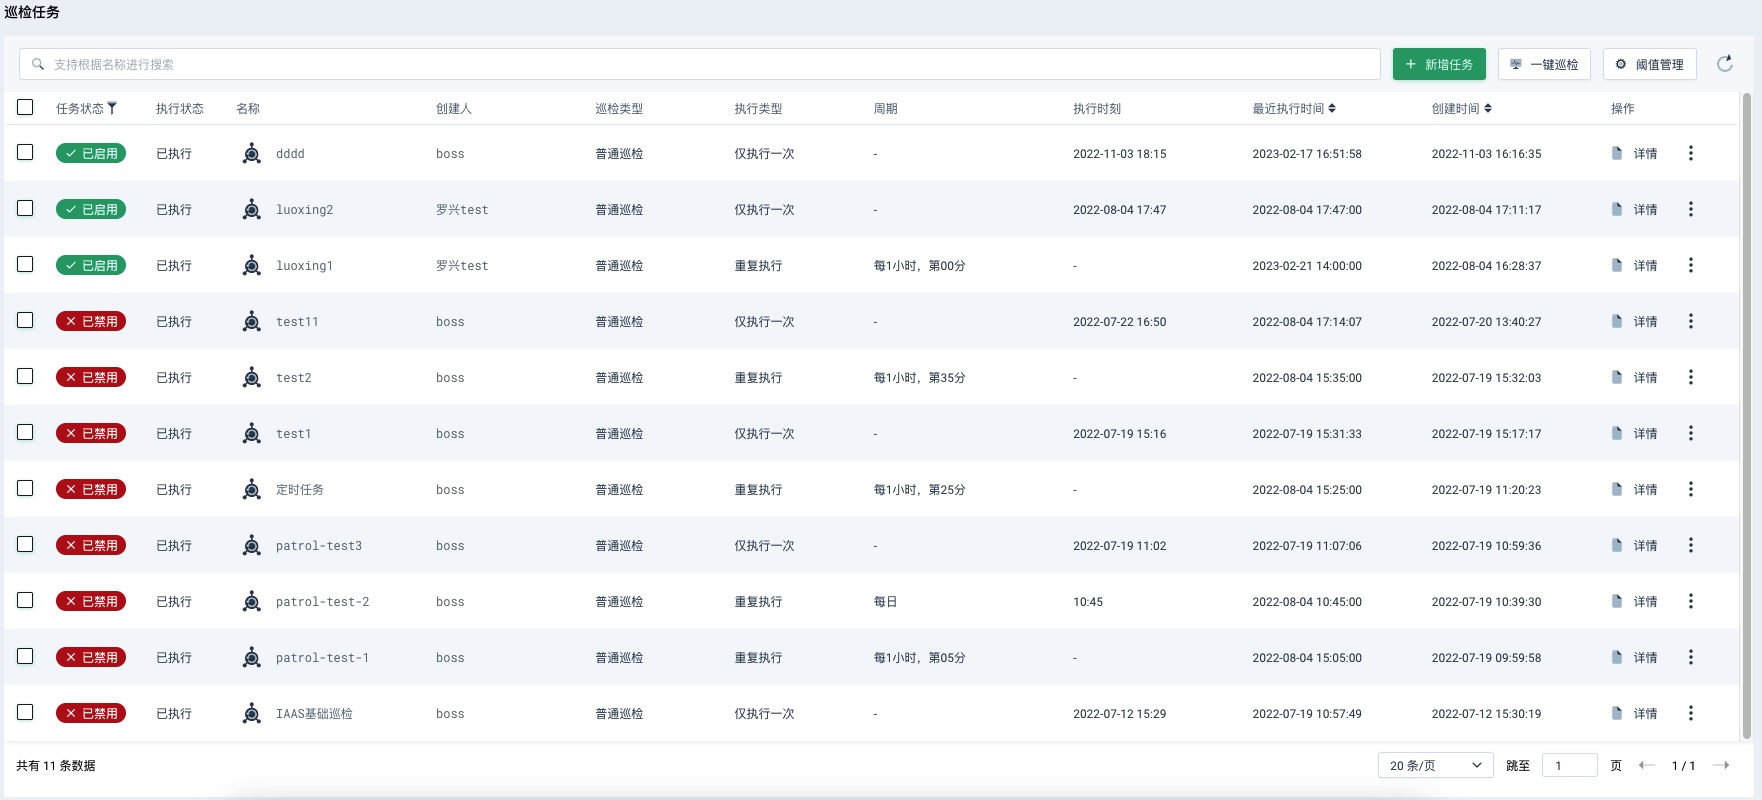 巡检任务
支持根据名称进行搜索 新增任务 一键巡检 阈值管理
任务状态 执行状态 名称 创建人 巡检类型 执行类型 周期 执行时刻 最近执行时间 创建时间 操作
已启用 已执行 dddd boss 普通巡检 仅执行一次 - 2022-11-03 18:15 2023-02-17 16:51:58 2022-11-03 16:16:35 详情
已启用 已执行 luoxing2 罗兴test 普通巡检 仅执行一次 - 2022-08-04 17:47 2022-08-04 17:47:00 2022-08-04 17:11:17 详情
已启用 已执行 luoxing1 罗兴test 普通巡检 重复执行 每1小时，第00分 - 2023-02-21 14:00:00 2022-08-04 16:28:37 详情
已禁用 已执行 test11 boss 普通巡检 仅执行一次 - 2022-07-22 16:50 2022-08-04 17:14:07 2022-07-20 13:40:27 详情
已禁用 已执行 test2 boss 普通巡检 重复执行 每1小时，第35分 - 2022-08-04 15:35:00 2022-07-19 15:32:03 详情
已禁用 已执行 test1 boss 普通巡检 仅执行一次 - 2022-07-19 15:16 2022-07-19 15:31:33 2022-07-19 15:17:17 详情
已禁用 已执行 定时任务 boss 普通巡检 重复执行 每1小时，第25分 - 2022-08-04 15:25:00 2022-07-19 11:20:23 详情
已禁用 已执行 patrol-test3 boss 普通巡检 仅执行一次 - 2022-07-19 11:02 2022-07-19 11:07:06 2022-07-19 10:59:36 详情
已禁用 已执行 patrol-test-2 boss 普通巡检 重复执行 每日 10:45 2022-08-04 10:45:00 2022-07-19 10:39:30 详情
已禁用 已执行 patrol-test-1 boss 普通巡检 重复执行 每1小时，第05分 - 2022-08-04 15:05:00 2022-07-19 09:59:58 详情
已禁用 已执行 IAAS基础巡检 boss 普通巡检 仅执行一次 - 2022-07-12 15:29 2022-07-19 10:57:49 2022-07-12 15:30:19 详情
共有 11 条数据 20 条/页 跳至 1 页 1 / 1